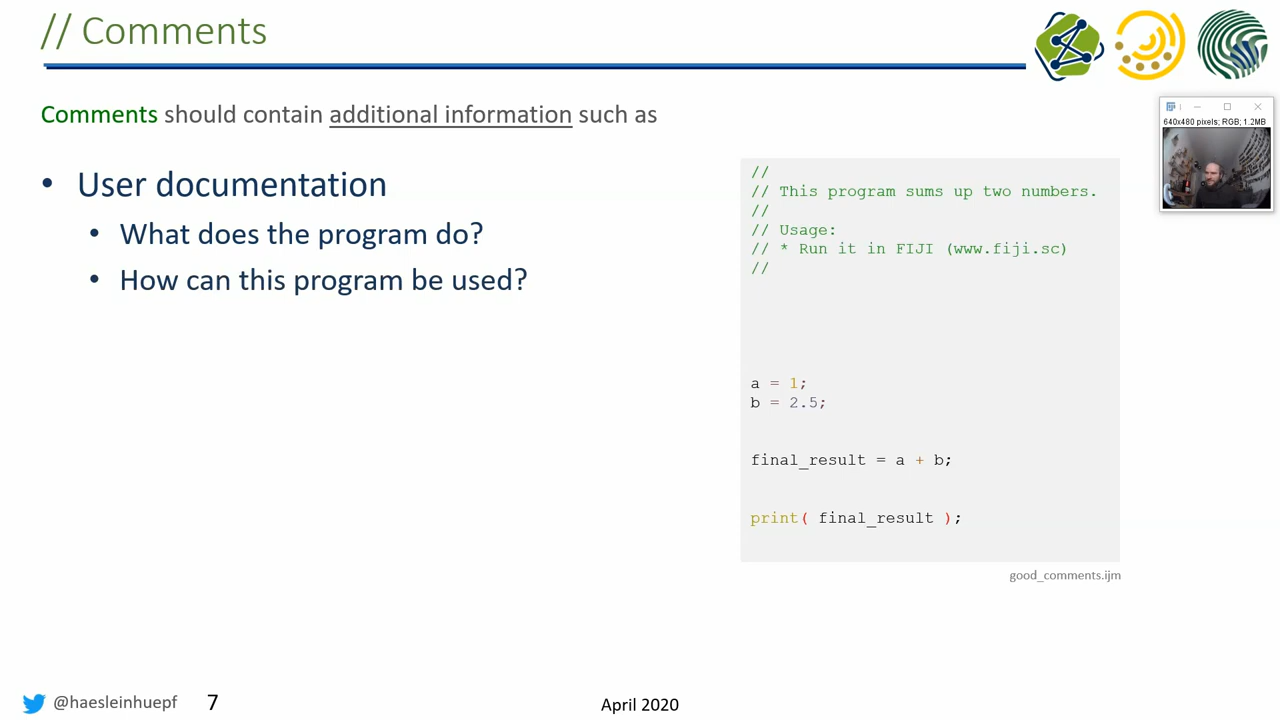 // Comments
Comments should contain additional information such as
• User documentation
• What does the program do?
• How can this program be used?
640x480 pixels; RGB; 1.2MB
//
// This program sums up two numbers.
//
// Usage:
// * Run it in FIJI (www.fiji.sc)
//
a = 1;
b = 2.5;
final_result = a + b;
print( final_result );
good_comments.ijm
@haesleinhuepf
7
April 2020